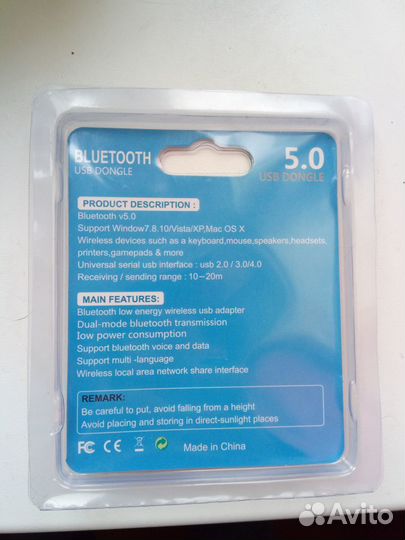 BLUETOOTH
USB DONGLE
5.0
USB DONGLE
PRODUCT DESCRIPTION :
Bluetooth v5.0
Support Window7.8.10/Vista/XP,Mac OS X
Wireless devices such as a keyboard,mouse,speakers,headsets,
printers,gamepads & more
Universal serial usb interface : usb 2.0 / 3.0/4.0
Receiving / sending range : 10-20m
MAIN FEATURES:
Bluetooth low energy wireless usb adapter
Dual-mode bluetooth transmission
low power consumption
Support bluetooth voice and data
Support multi -language
Wireless local area network share interface
REMARK:
Be careful to put, avoid falling from a height
Avoid placing and storing in direct-sunlight places
FC CE Made in China
Avito